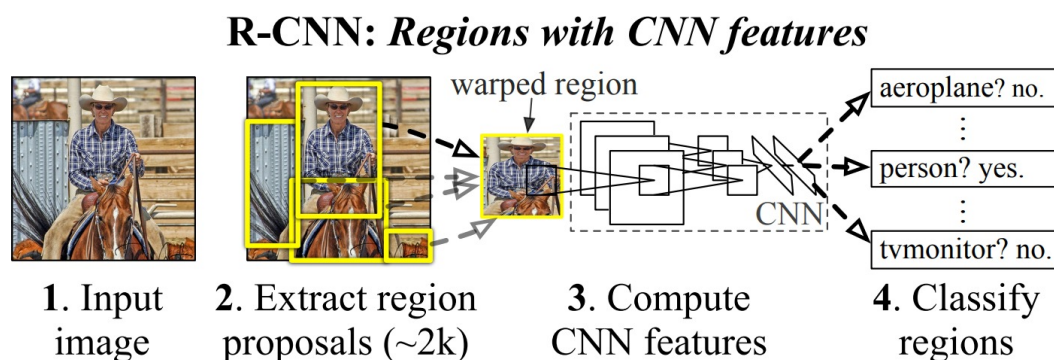 R-CNN: Regions with CNN features
warped region
aeroplane? no.
person? yes.
CNN
tvmonitor? no.
1. Input
image
2. Extract region
proposals (~2k)
3. Compute
CNN features
4. Classify
regions